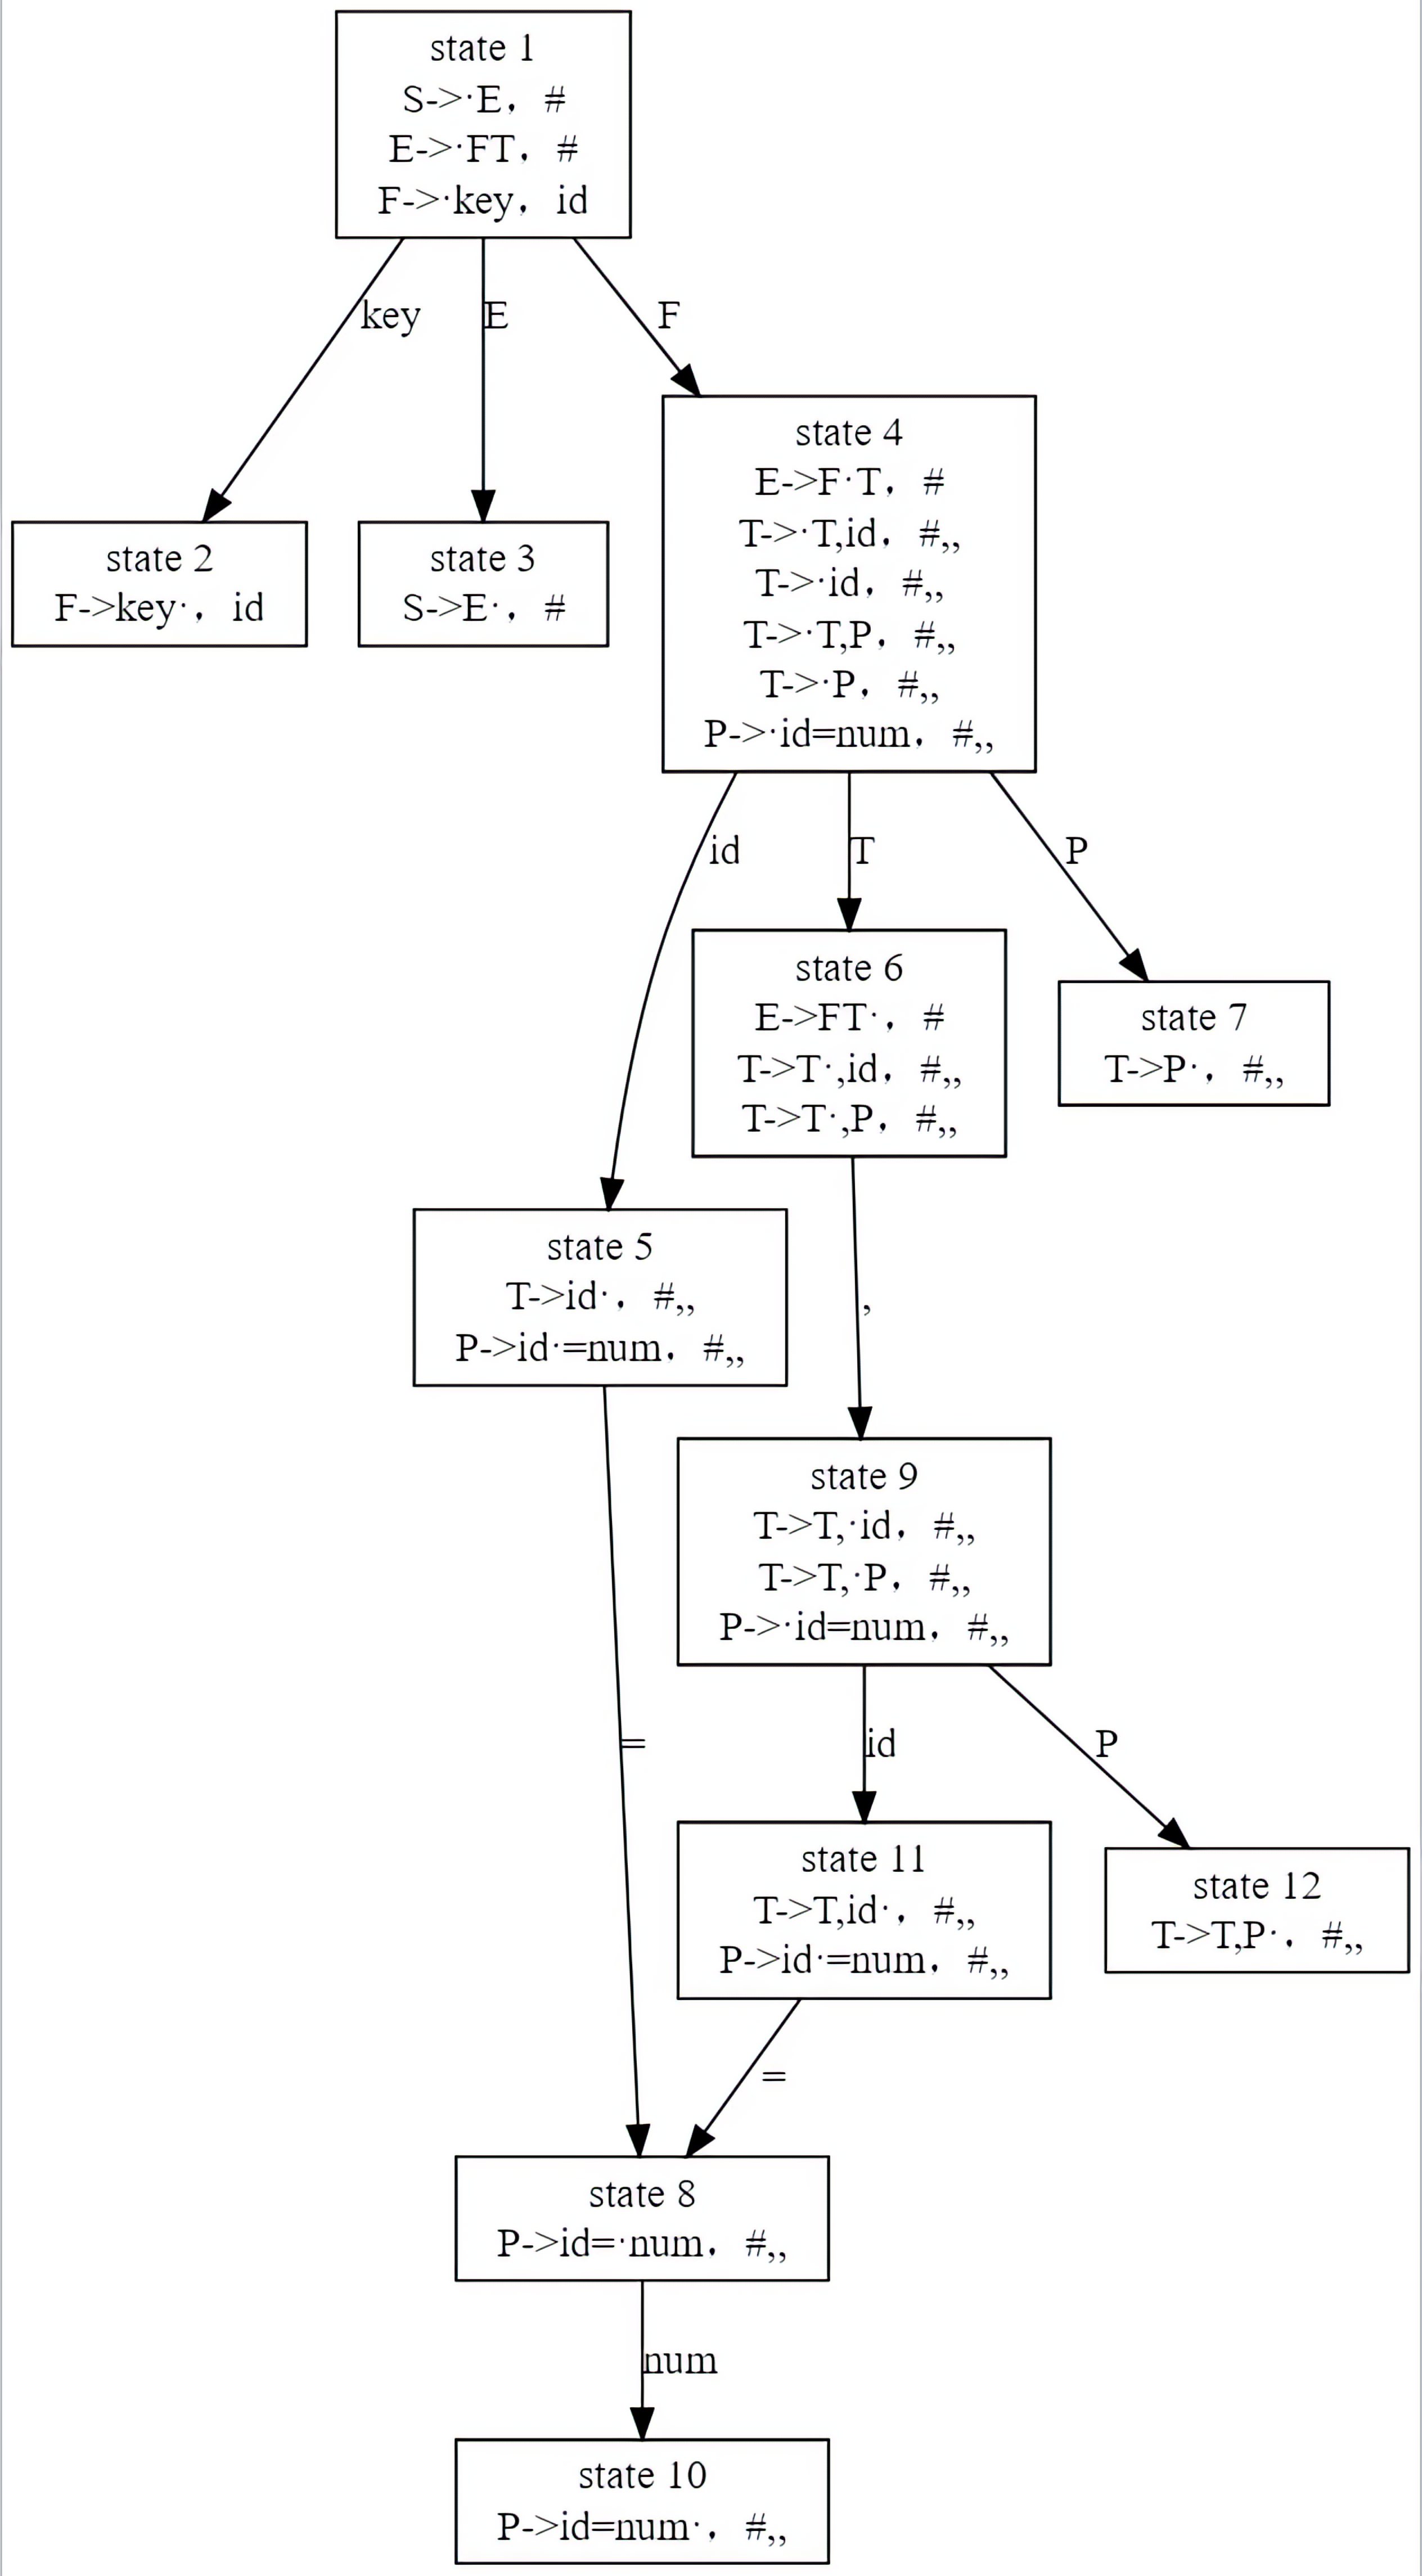 state 1
S->·E，#
E->·FT，#
F->·key，id
key
E
F
state 4
E->F·T，#
T->·T,id，#,,
T->·id，#,,
T->·T,P，#,,
T->·P，#,,
P->·id=num，#,,
state 2
F->key·，id
state 3
S->E·，#
id
T
P
state 6
E->FT·，#
T->T·,id，#,,
T->T·,P，#,,
state 7
T->P·，#,,
state 5
T->id·，#,,
P->id·=num，#,,
,
state 9
T->T,·id，#,,
T->T,·P，#,,
P->·id=num，#,,
=
id
P
state 11
T->T,id·，#,,
P->id·=num，#,,
state 12
T->T,P·，#,,
=
state 8
P->id=·num，#,,
num
state 10
P->id=num·，#,,